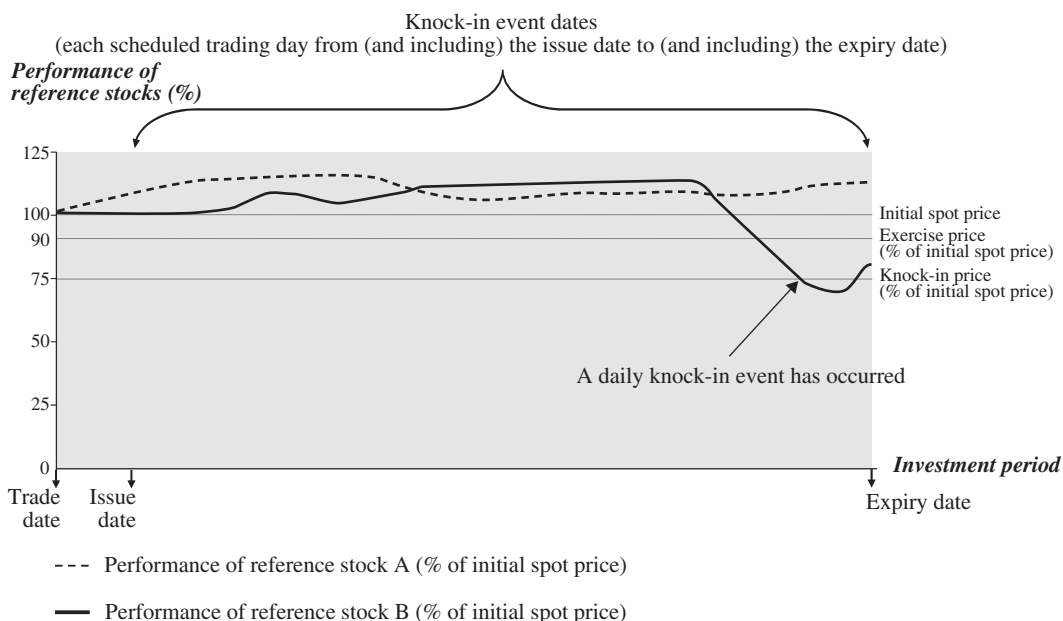 Knock-in event dates
(each scheduled trading day from (and including) the issue date to (and including) the expiry date)
Performance of
reference stocks (%)
125
100
90
75
50
25
0
Initial spot price
Exercise price
(% of initial spot price)
Knock-in price
(% of initial spot price)
A daily knock-in event has occurred
Investment period
Trade
date
Issue
date
Expiry date
Performance of reference stock A (% of initial spot price)
Performance of reference stock B (% of initial spot price)